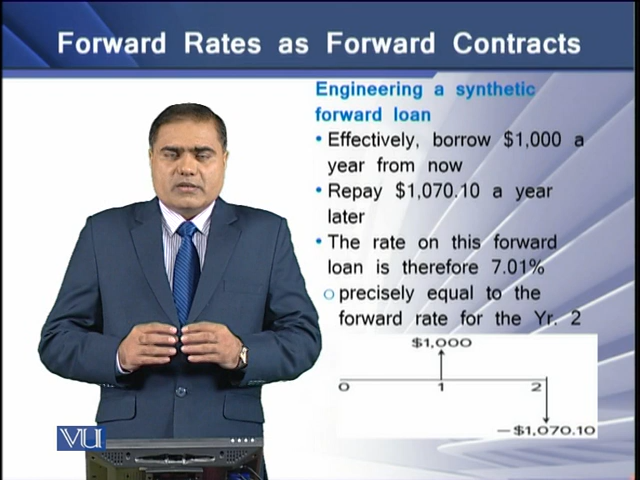 Forward Rates as Forward Contracts
Engineering a synthetic
forward loan
• Effectively, borrow $1,000 a
year from now
• Repay $1,070.10 a year
later
• The rate on this forward
loan is therefore 7.01%
o precisely equal to the
forward rate for the Yr. 2
$1,000
0 1 2
−$1,070.10
VU